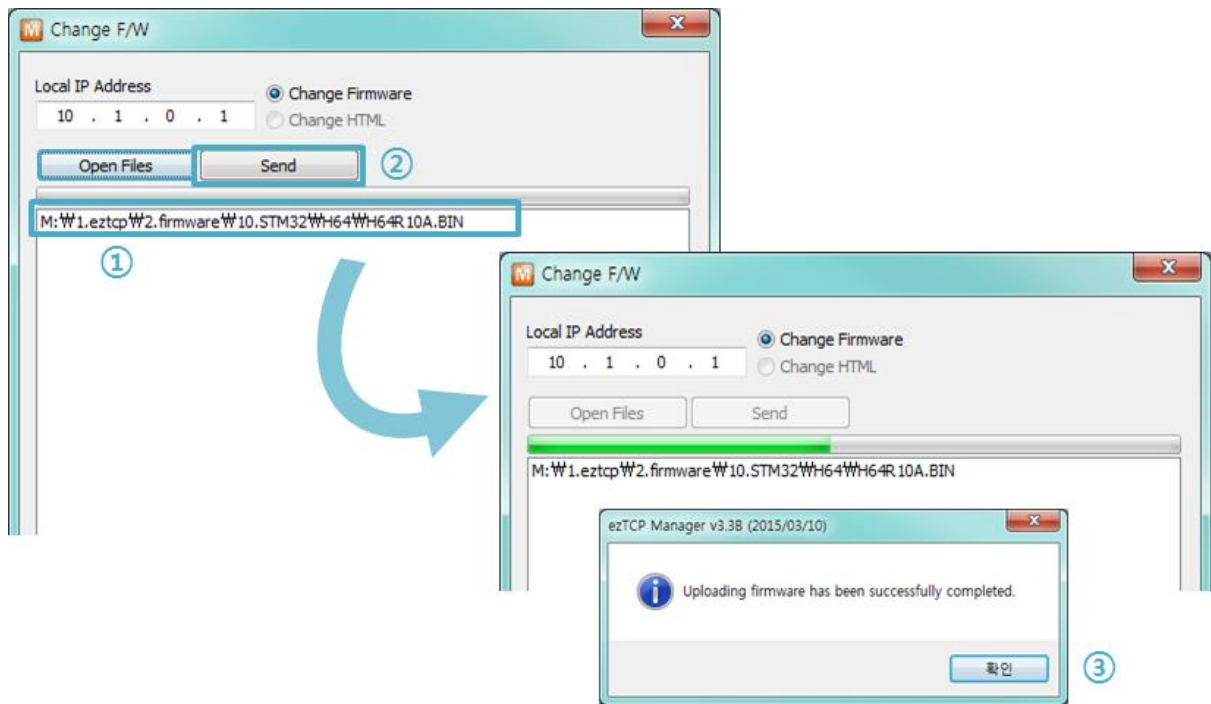 Change F/W
Local IP Address
10 . 1 . 0 . 1
Change Firmware
Change HTML
Open Files
Send
②
M:₩1.eztcp₩2.firmware₩10.STM32₩H64₩H64R10A.BIN
①
Change F/W
Local IP Address
10 . 1 . 0 . 1
Change Firmware
Change HTML
Open Files
Send
M:₩1.eztcp₩2.firmware₩10.STM32₩H64₩H64R10A.BIN
ezTCP Manager v3.3B (2015/03/10)
Uploading firmware has been successfully completed.
확인
③